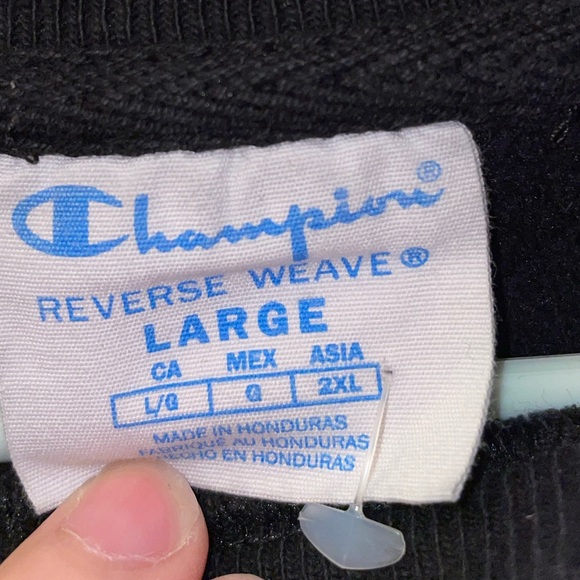 Champion®
REVERSE WEAVE®
LARGE
CA MEX ASIA
L/G G 2XL
MADE IN HONDURAS
FABRIQUÉ AU HONDURAS
HECHO EN HONDURAS